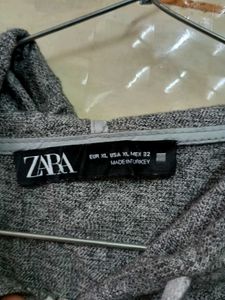 ZARA
EUR XL USA XL MEX 32
MADE IN TURKEY